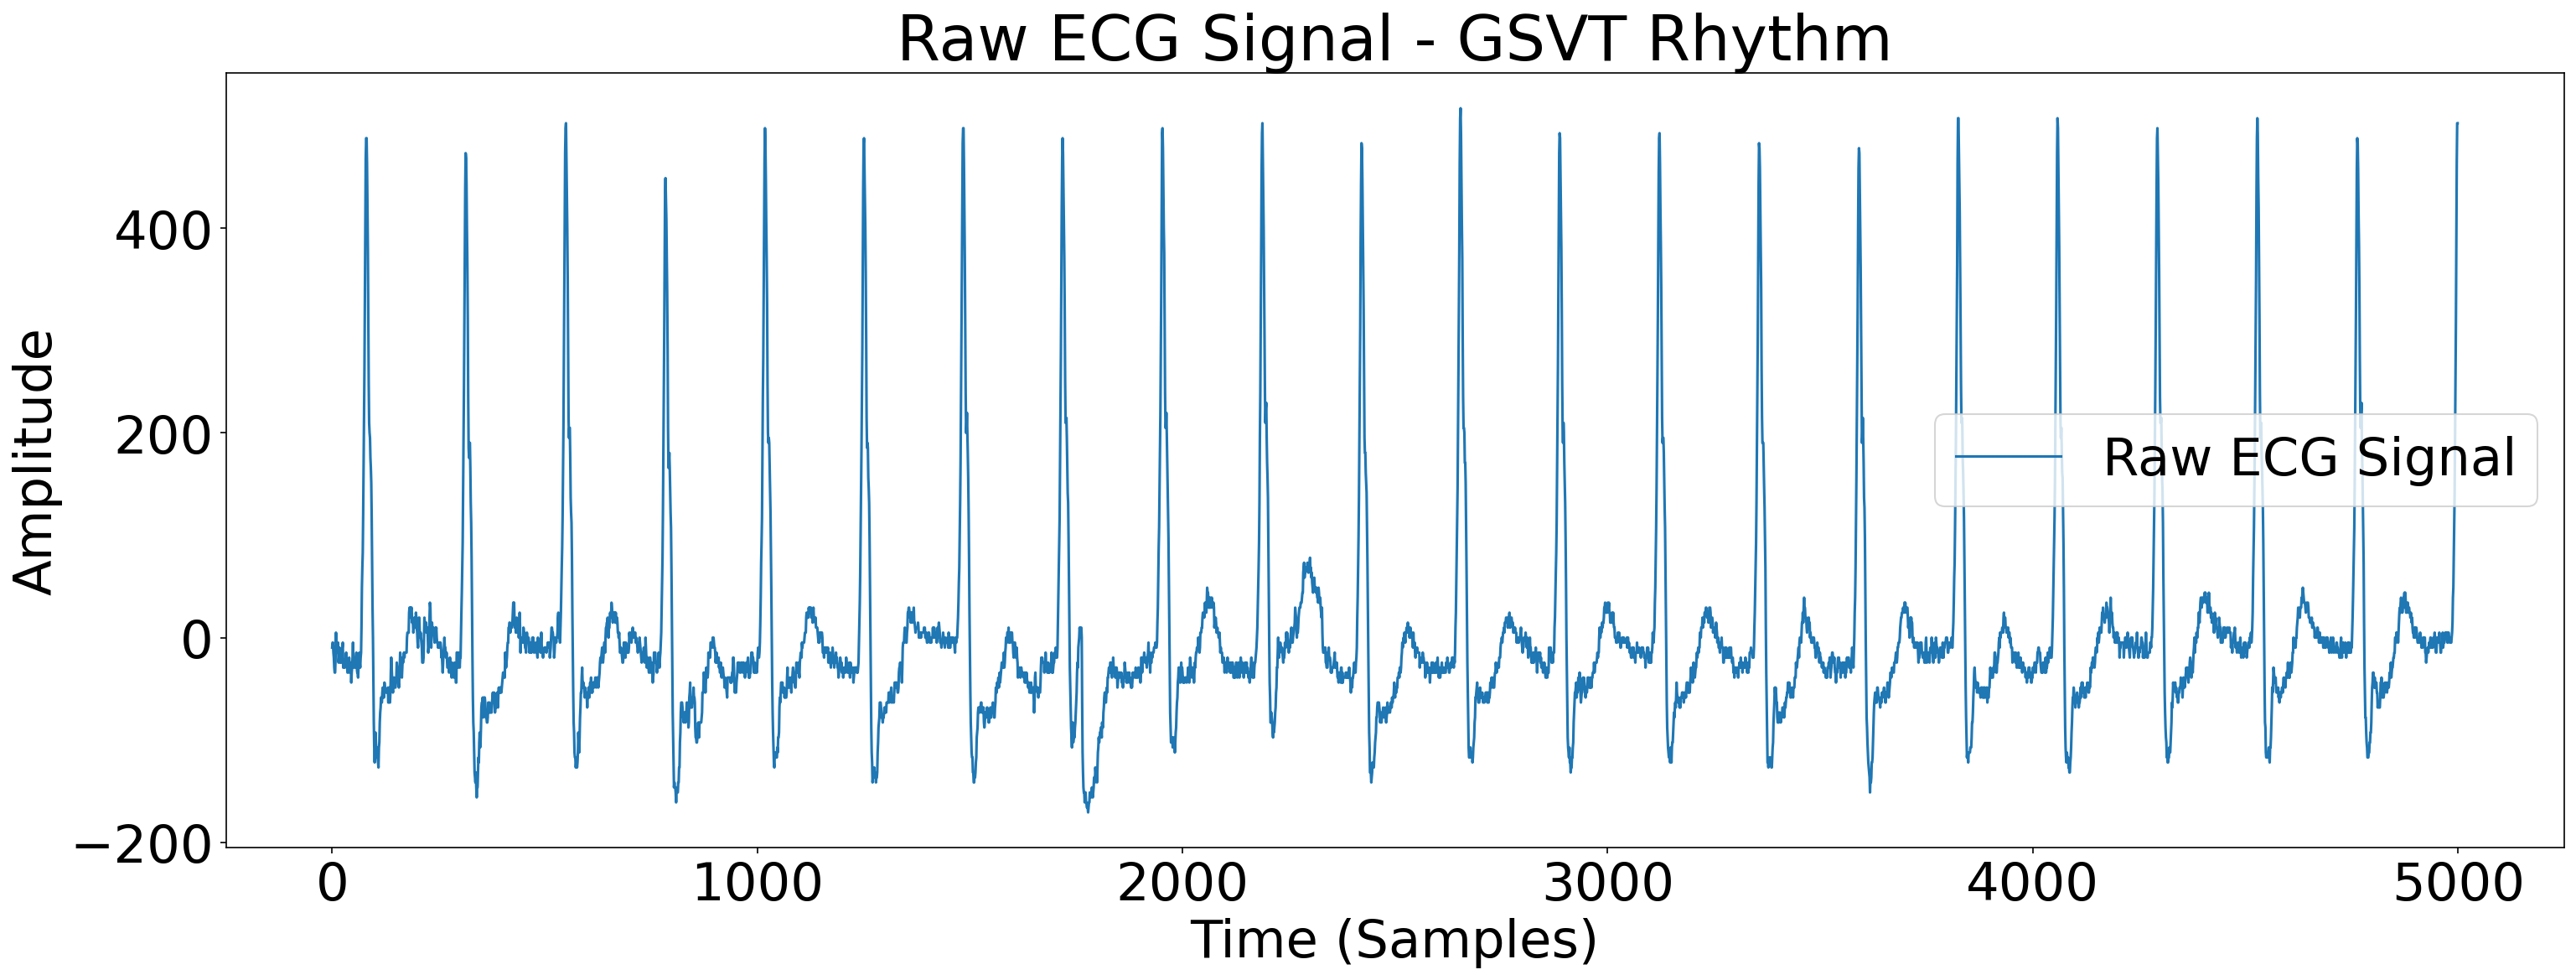 Raw ECG Signal - GSVT Rhythm
Amplitude
400
200
0
−200
Raw ECG Signal
0 1000 2000 3000 4000 5000
Time (Samples)